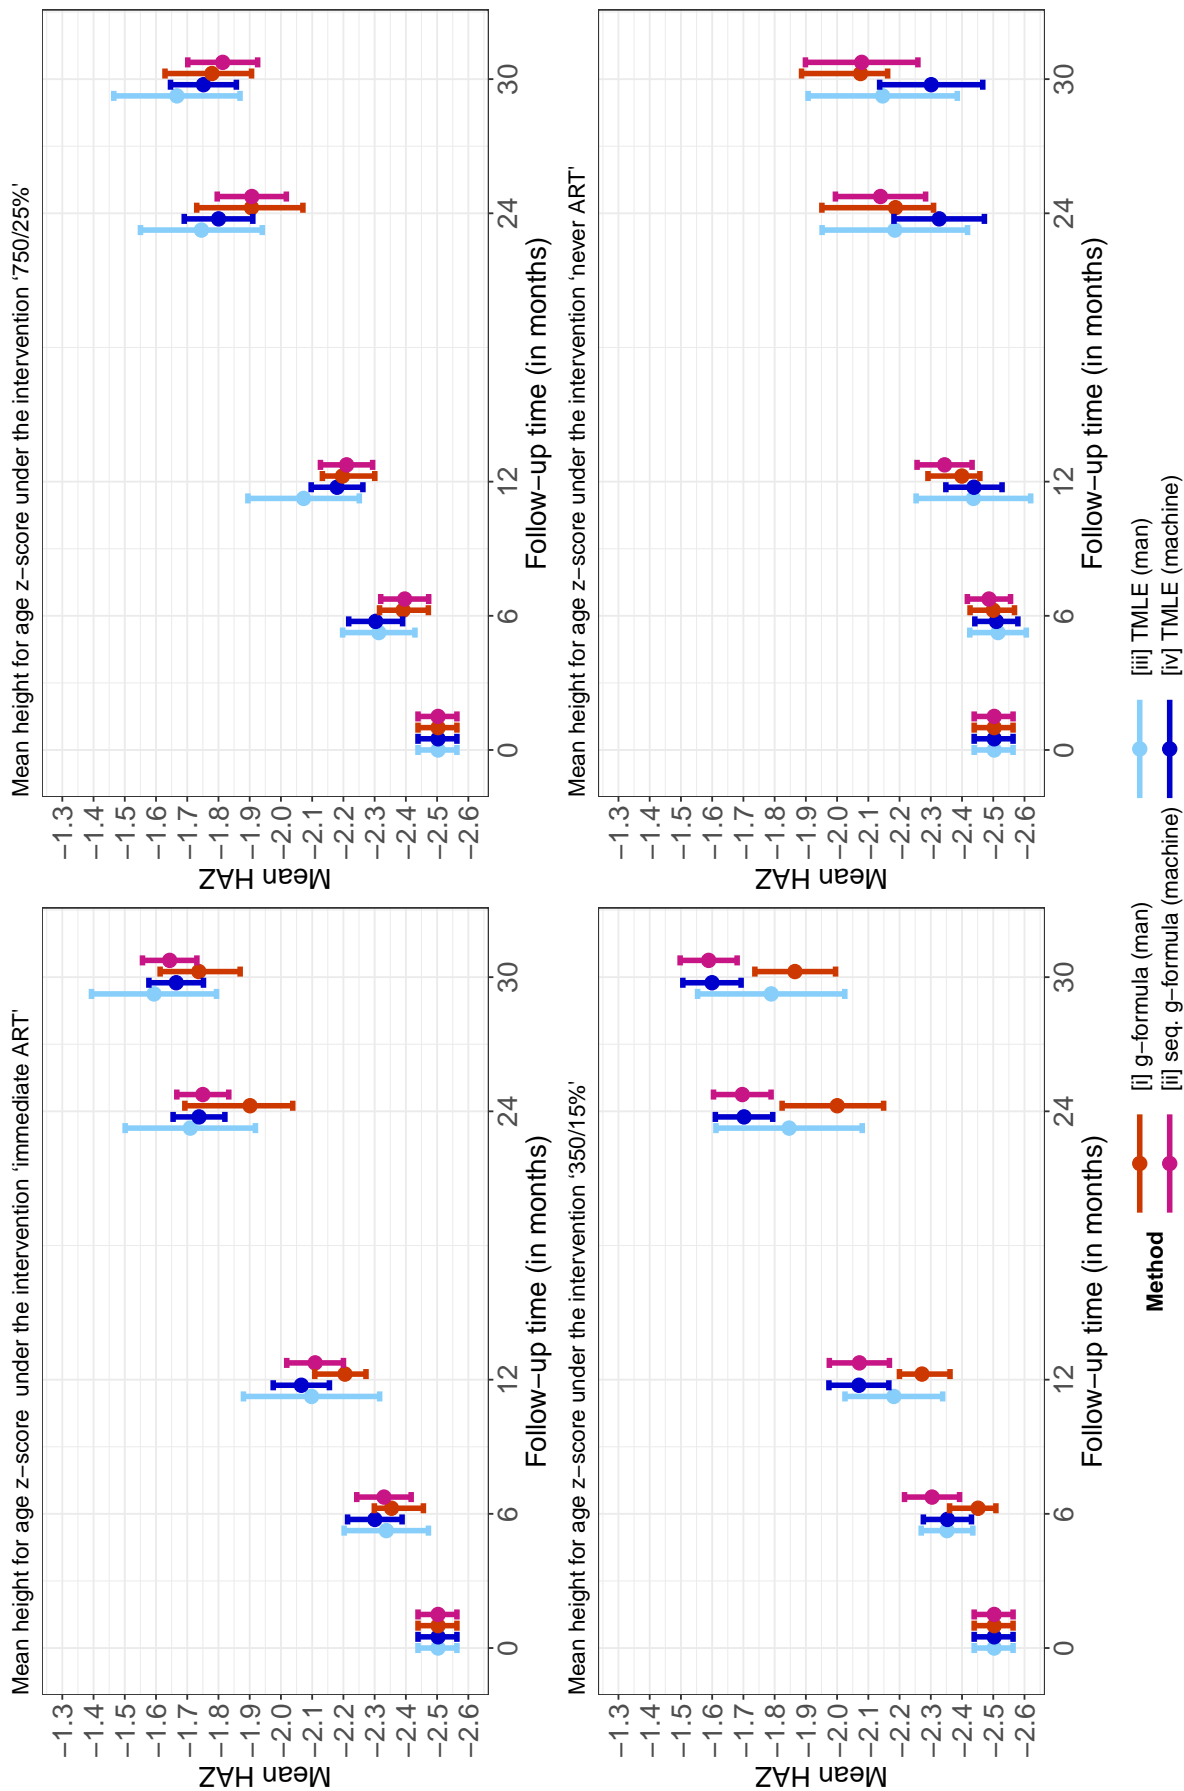 Mean height for age z−score  under the intervention ‘immediate ART’
Mean HAZ
−1.3
−1.4
−1.5
−1.6
−1.7
−1.8
−1.9
−2.0
−2.1
−2.2
−2.3
−2.4
−2.5
−2.6
0 6 12 24 30
Follow−up time (in months)
Mean height for age z−score under the intervention ‘750/25%’
Mean HAZ
−1.3
−1.4
−1.5
−1.6
−1.7
−1.8
−1.9
−2.0
−2.1
−2.2
−2.3
−2.4
−2.5
−2.6
0 6 12 24 30
Follow−up time (in months)
Mean height for age z−score under the intervention ‘350/15%’
Mean HAZ
−1.3
−1.4
−1.5
−1.6
−1.7
−1.8
−1.9
−2.0
−2.1
−2.2
−2.3
−2.4
−2.5
−2.6
0 6 12 24 30
Follow−up time (in months)
Mean height for age z−score under the intervention ‘never ART’
Mean HAZ
−1.3
−1.4
−1.5
−1.6
−1.7
−1.8
−1.9
−2.0
−2.1
−2.2
−2.3
−2.4
−2.5
−2.6
0 6 12 24 30
Follow−up time (in months)
Method
[i] g−formula (man)
[ii] seq. g−formula (machine)
[iii] TMLE (man)
[iv] TMLE (machine)